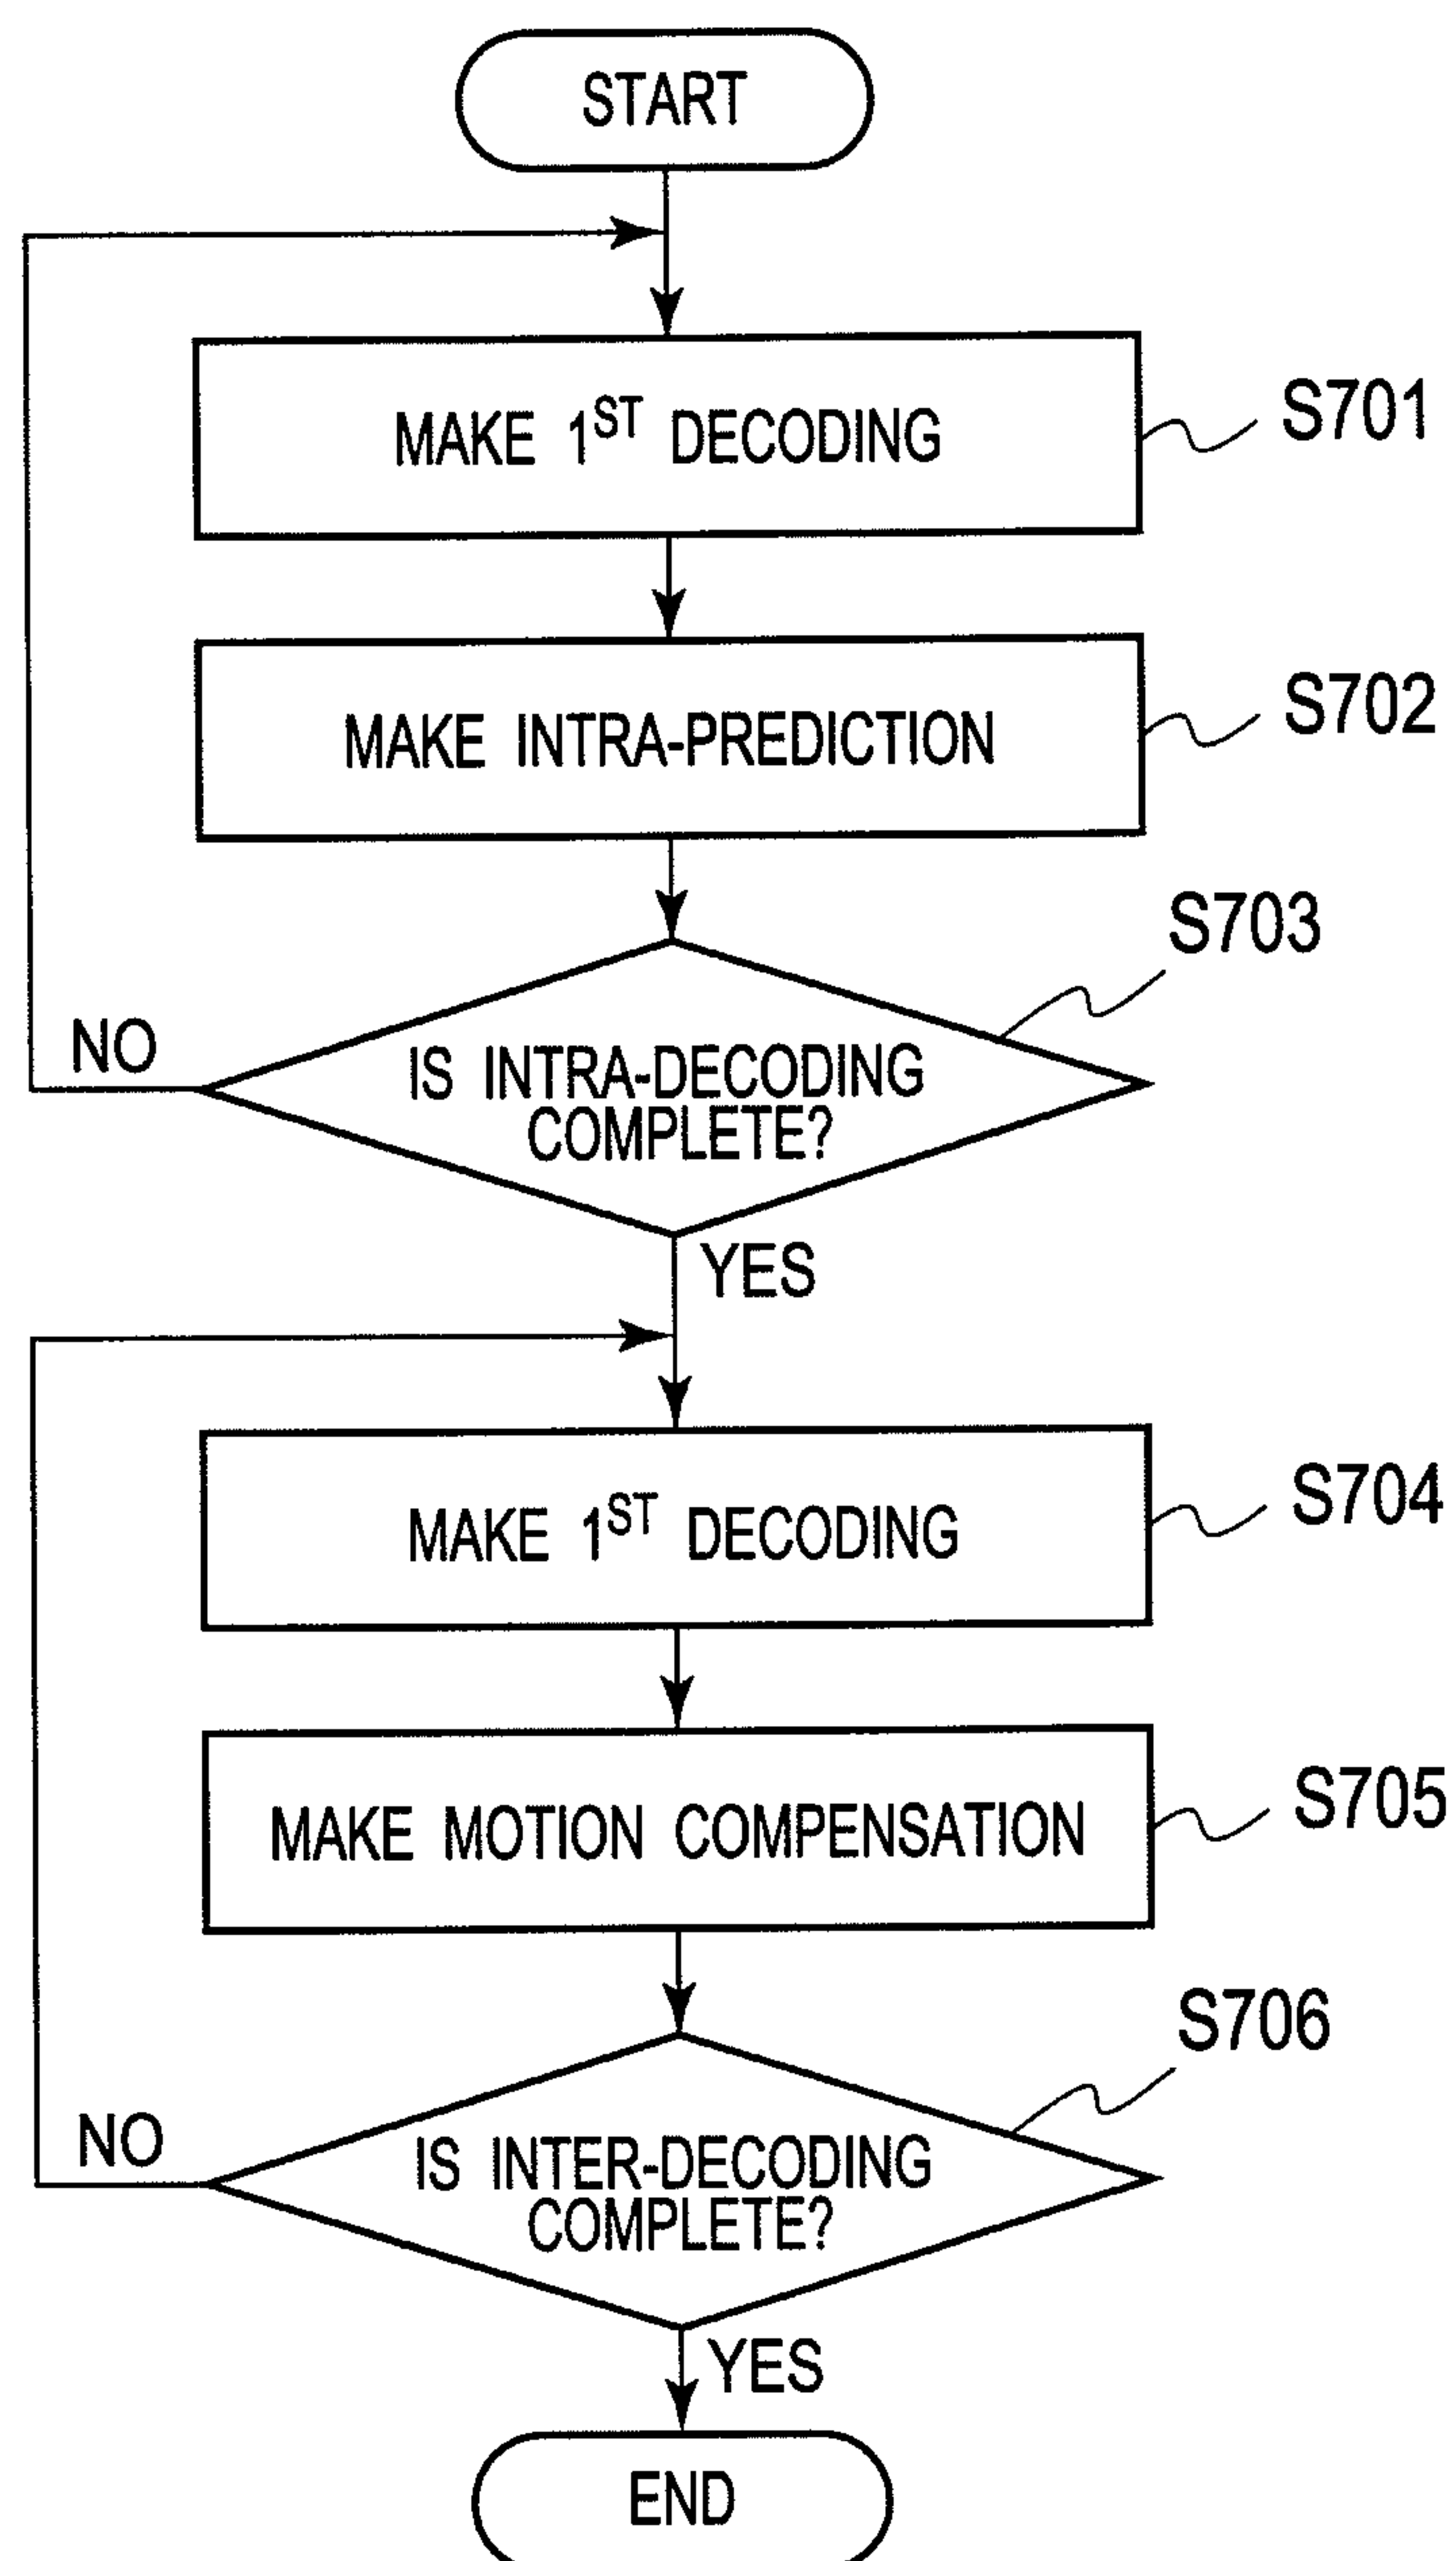 START
MAKE 1ST DECODING
S701
MAKE INTRA-PREDICTION
S702
S703
NO
IS INTRA-DECODING
COMPLETE?
YES
MAKE 1ST DECODING
S704
MAKE MOTION COMPENSATION
S705
S706
NO
IS INTER-DECODING
COMPLETE?
YES
END